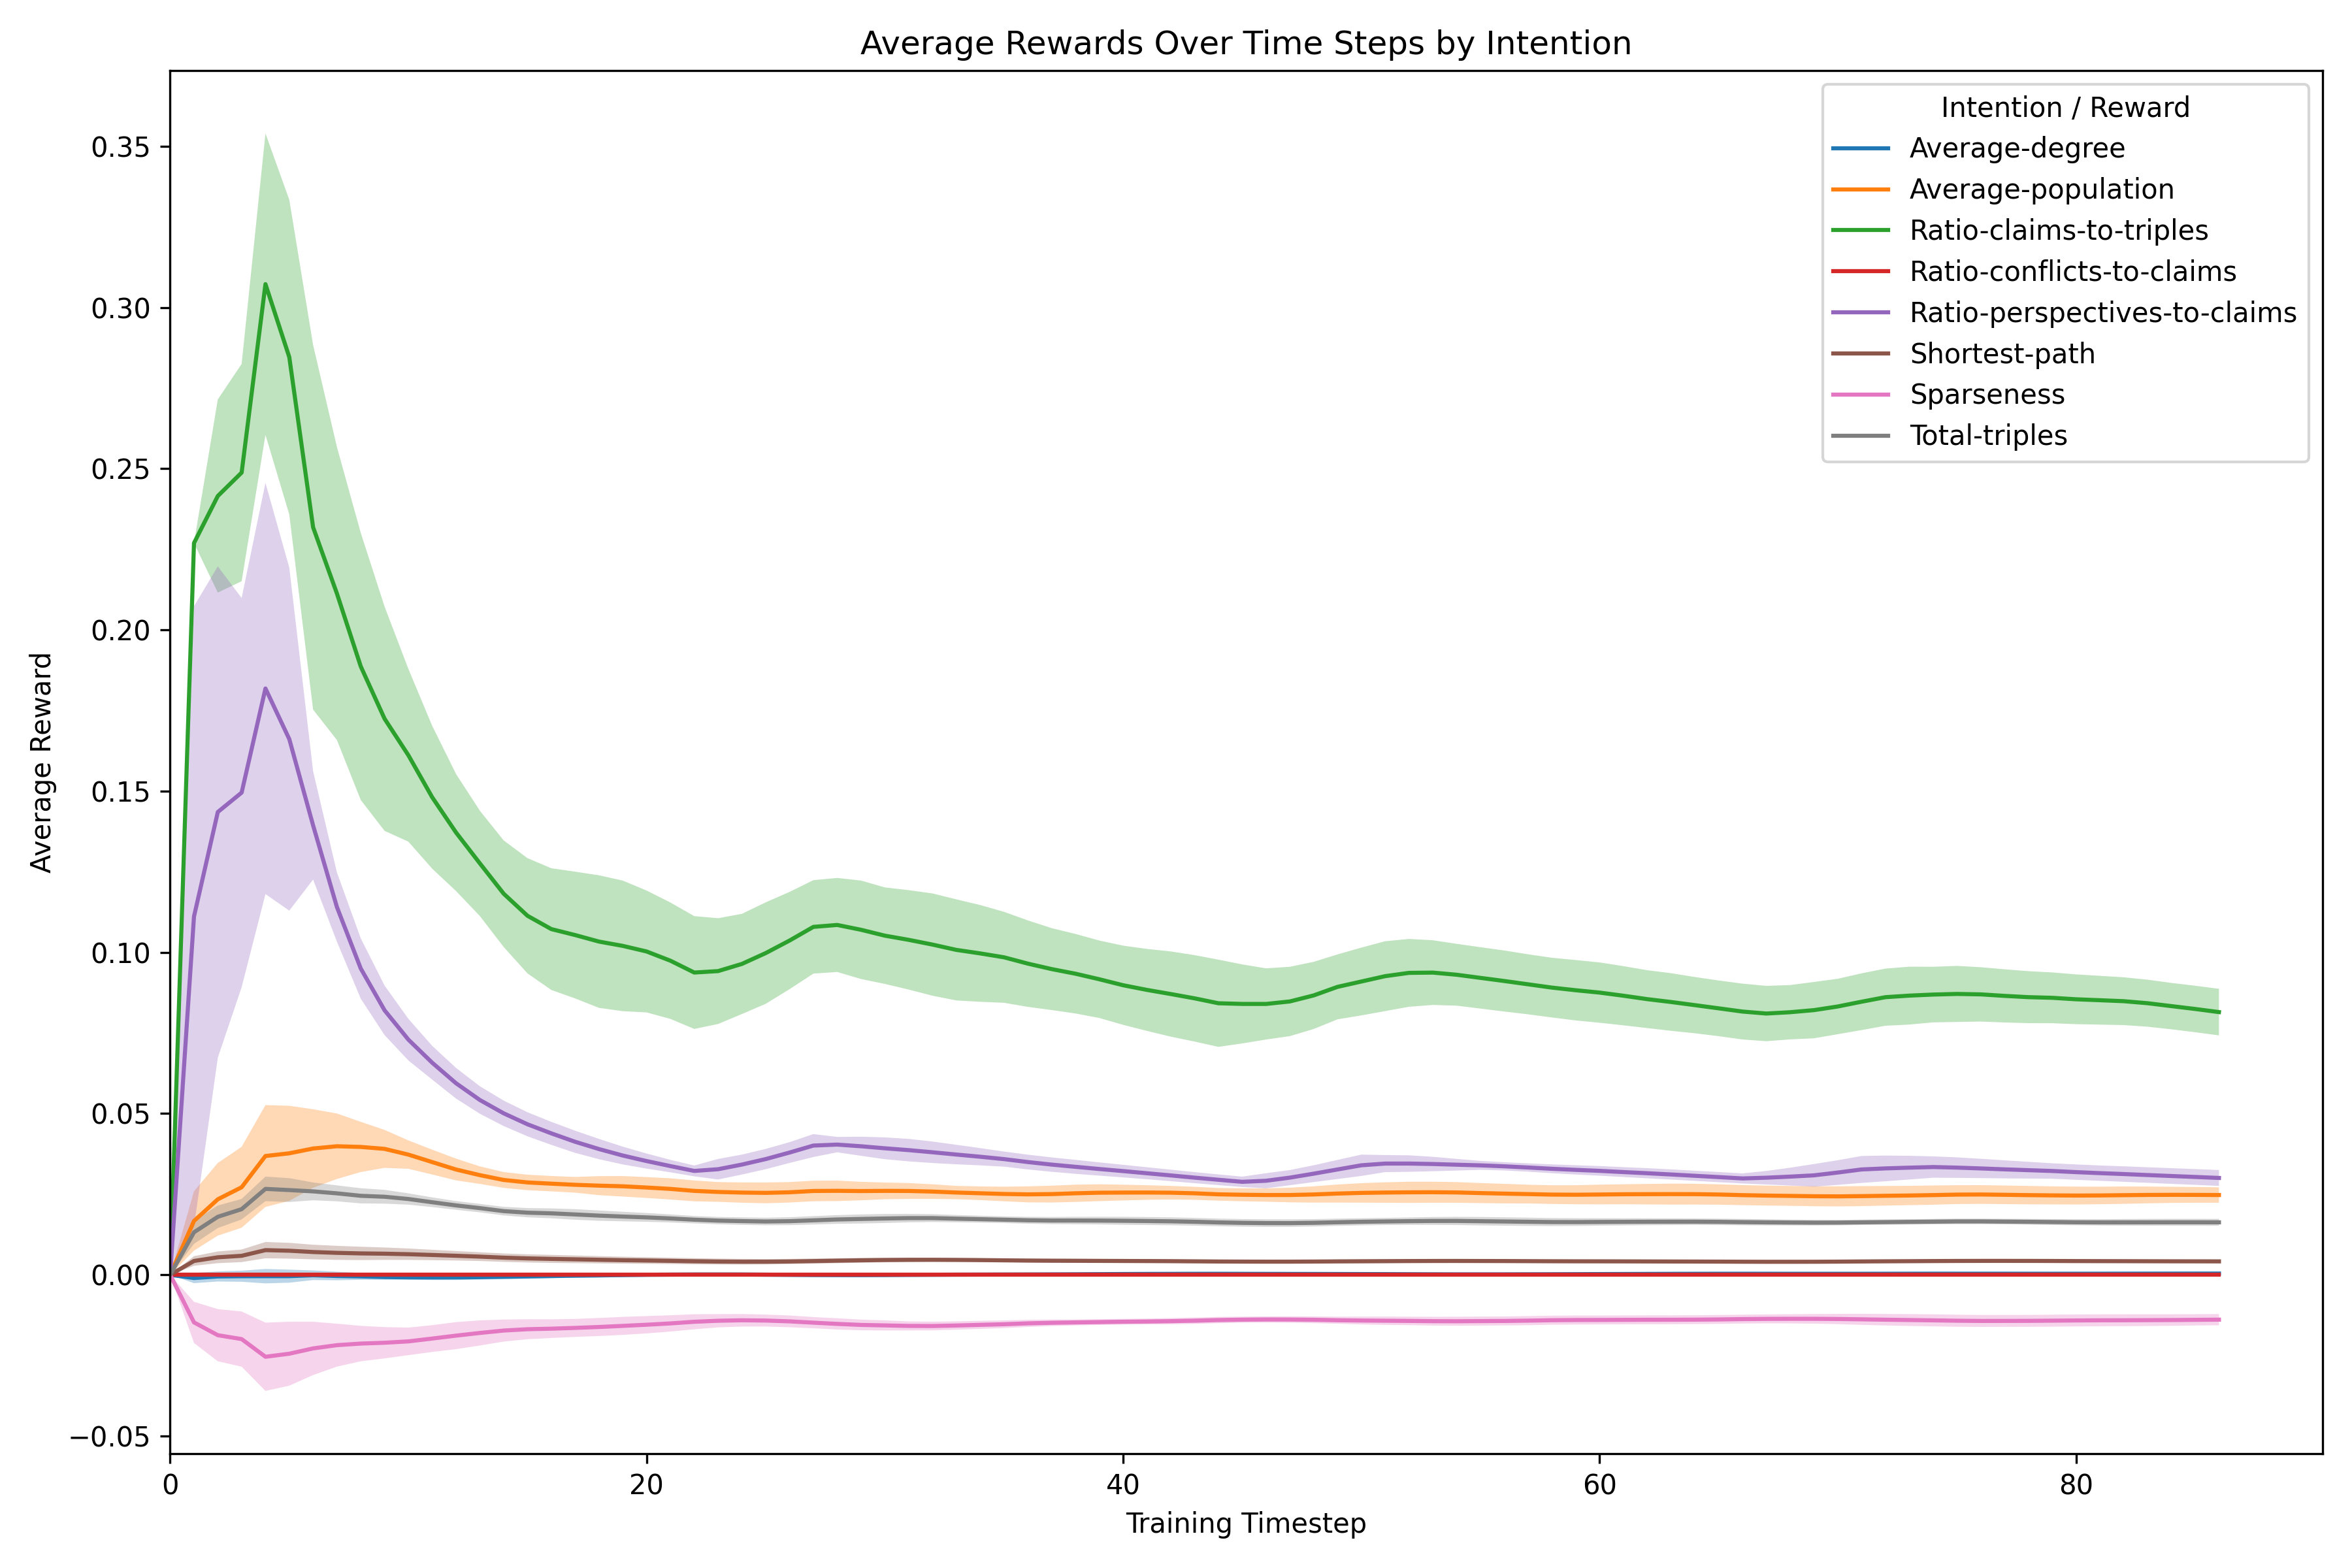 Average Rewards Over Time Steps by Intention
Intention / Reward
Average-degree
Average-population
Ratio-claims-to-triples
Ratio-conflicts-to-claims
Ratio-perspectives-to-claims
Shortest-path
Sparseness
Total-triples
Average Reward
0.35
0.30
0.25
0.20
0.15
0.10
0.05
0.00
−0.05
0 20 40 60 80
Training Timestep